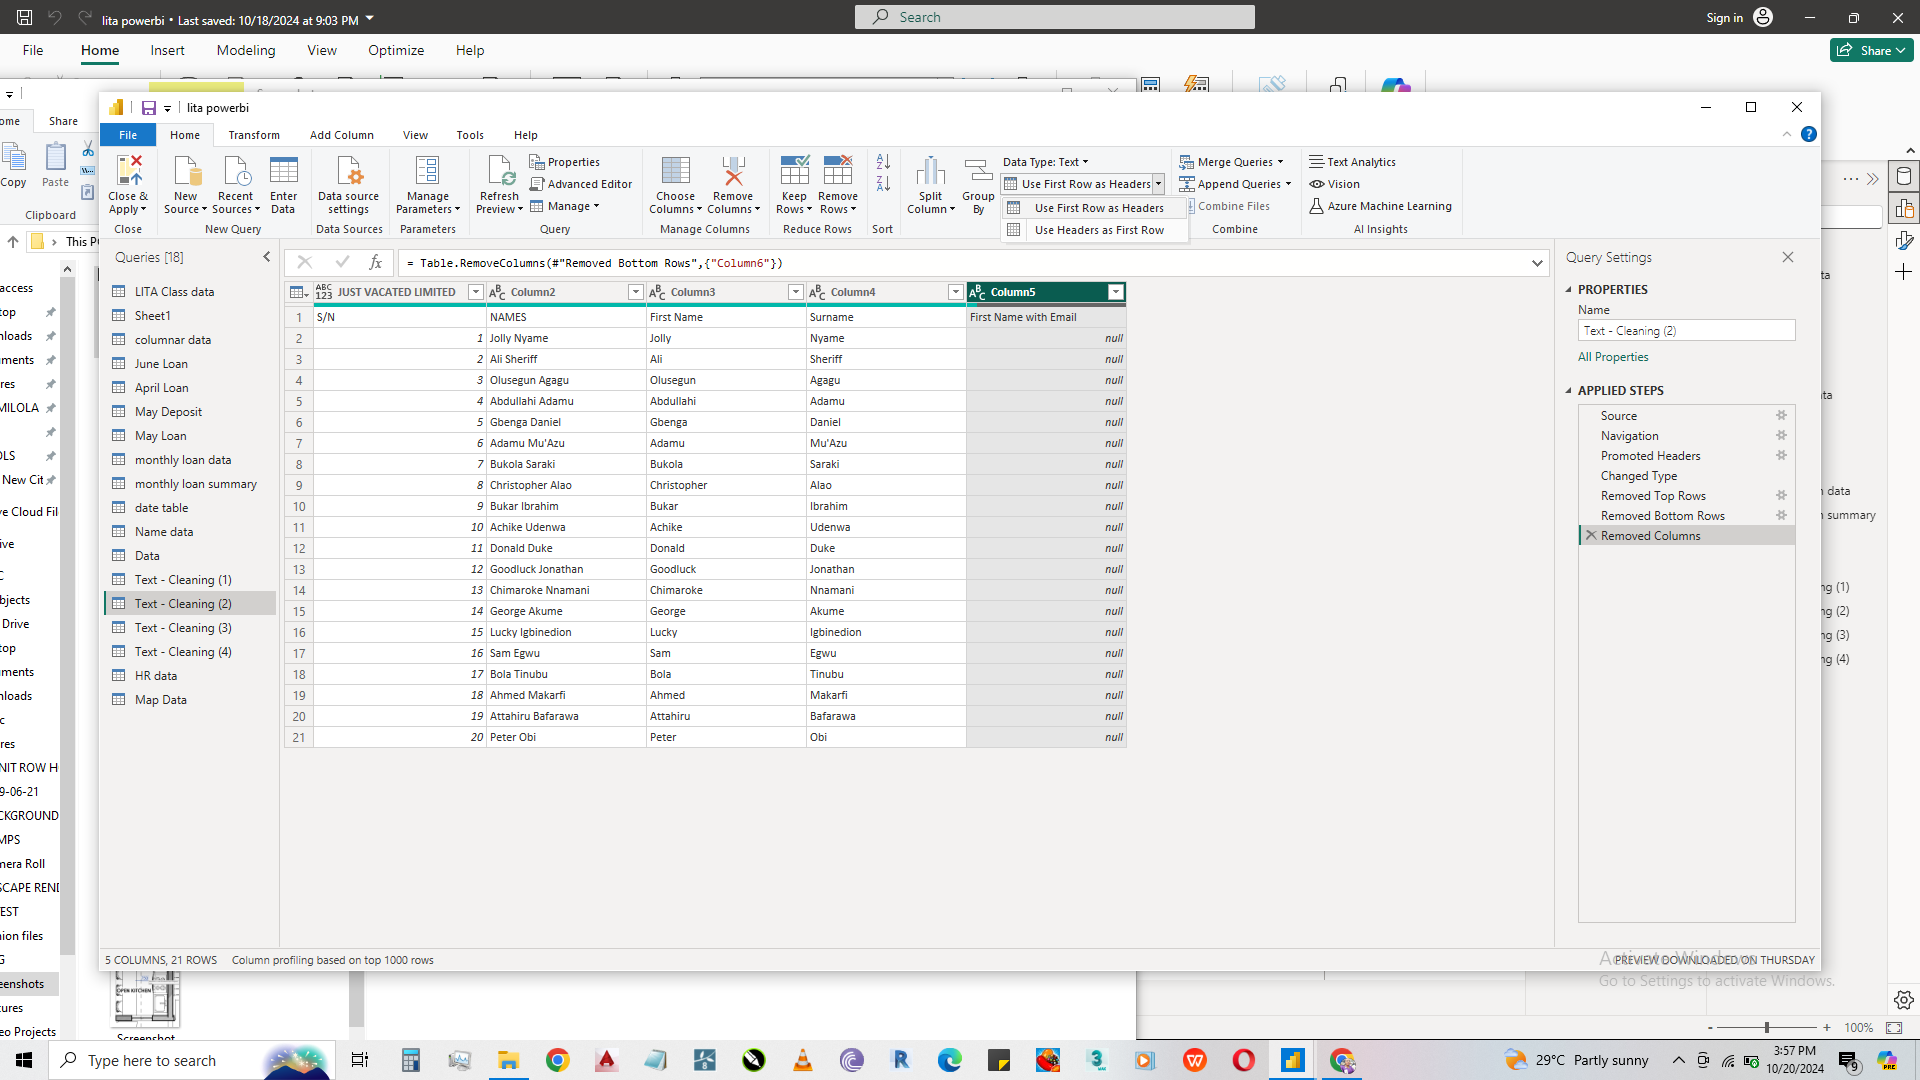 lita powerbi • Last saved: 10/18/2024 at 9:03 PM
Search
Sign in
File Home Insert Modeling View Optimize Help
Share
lita powerbi
Share
File Home Transform Add Column View Tools Help
Copy
Paste
Clipboard
Close & Apply
Close
New Source
Recent Sources
Enter Data
New Query
Data source settings
Data Sources
Manage Parameters
Parameters
Refresh Preview
Properties
Advanced Editor
Manage
Query
Choose Columns
Remove Columns
Manage Columns
Keep Rows
Remove Rows
Reduce Rows
Sort
Split Column
Group By
Data Type: Text
Use First Row as Headers
Use First Row as Headers
Use Headers as First Row
Merge Queries
Append Queries
Combine Files
Combine
Text Analytics
Vision
Azure Machine Learning
AI Insights
Queries [18]
LITA Class data
Sheet1
columnar data
June Loan
April Loan
May Deposit
May Loan
monthly loan data
monthly loan summary
date table
Name data
Data
Text - Cleaning (1)
Text - Cleaning (2)
Text - Cleaning (3)
Text - Cleaning (4)
HR data
Map Data
= Table.RemoveColumns(#"Removed Bottom Rows",{"Column6"})
ABC 123 JUST VACATED LIMITED ABC Column2 ABC Column3 ABC Column4 ABC Column5
1 S/N NAMES First Name Surname First Name with Email
2 1 Jolly Nyame Jolly Nyame null
3 2 Ali Sheriff Ali Sheriff null
4 3 Olusegun Agagu Olusegun Agagu null
5 4 Abdullahi Adamu Abdullahi Adamu null
6 5 Gbenga Daniel Gbenga Daniel null
7 6 Adamu Mu'Azu Adamu Mu'Azu null
8 7 Bukola Saraki Bukola Saraki null
9 8 Christopher Alao Christopher Alao null
10 9 Bukar Ibrahim Bukar Ibrahim null
11 10 Achike Udenwa Achike Udenwa null
12 11 Donald Duke Donald Duke null
13 12 Goodluck Jonathan Goodluck Jonathan null
14 13 Chimaroke Nnamani Chimaroke Nnamani null
15 14 George Akume George Akume null
16 15 Lucky Igbinedion Lucky Igbinedion null
17 16 Sam Egwu Sam Egwu null
18 17 Bola Tinubu Bola Tinubu null
19 18 Ahmed Makarfi Ahmed Makarfi null
20 19 Attahiru Bafarawa Attahiru Bafarawa null
21 20 Peter Obi Peter Obi null
Query Settings
PROPERTIES
Name
Text - Cleaning (2)
All Properties
APPLIED STEPS
Source
Navigation
Promoted Headers
Changed Type
Removed Top Rows
Removed Bottom Rows
Removed Columns
5 COLUMNS, 21 ROWS Column profiling based on top 1000 rows
PREVIEW DOWNLOADED ON THURSDAY
Activate Windows
Go to Settings to activate Windows.
OPEN KITCHEN
100%
Type here to search
29°C Partly sunny
3:57 PM
10/20/2024
9